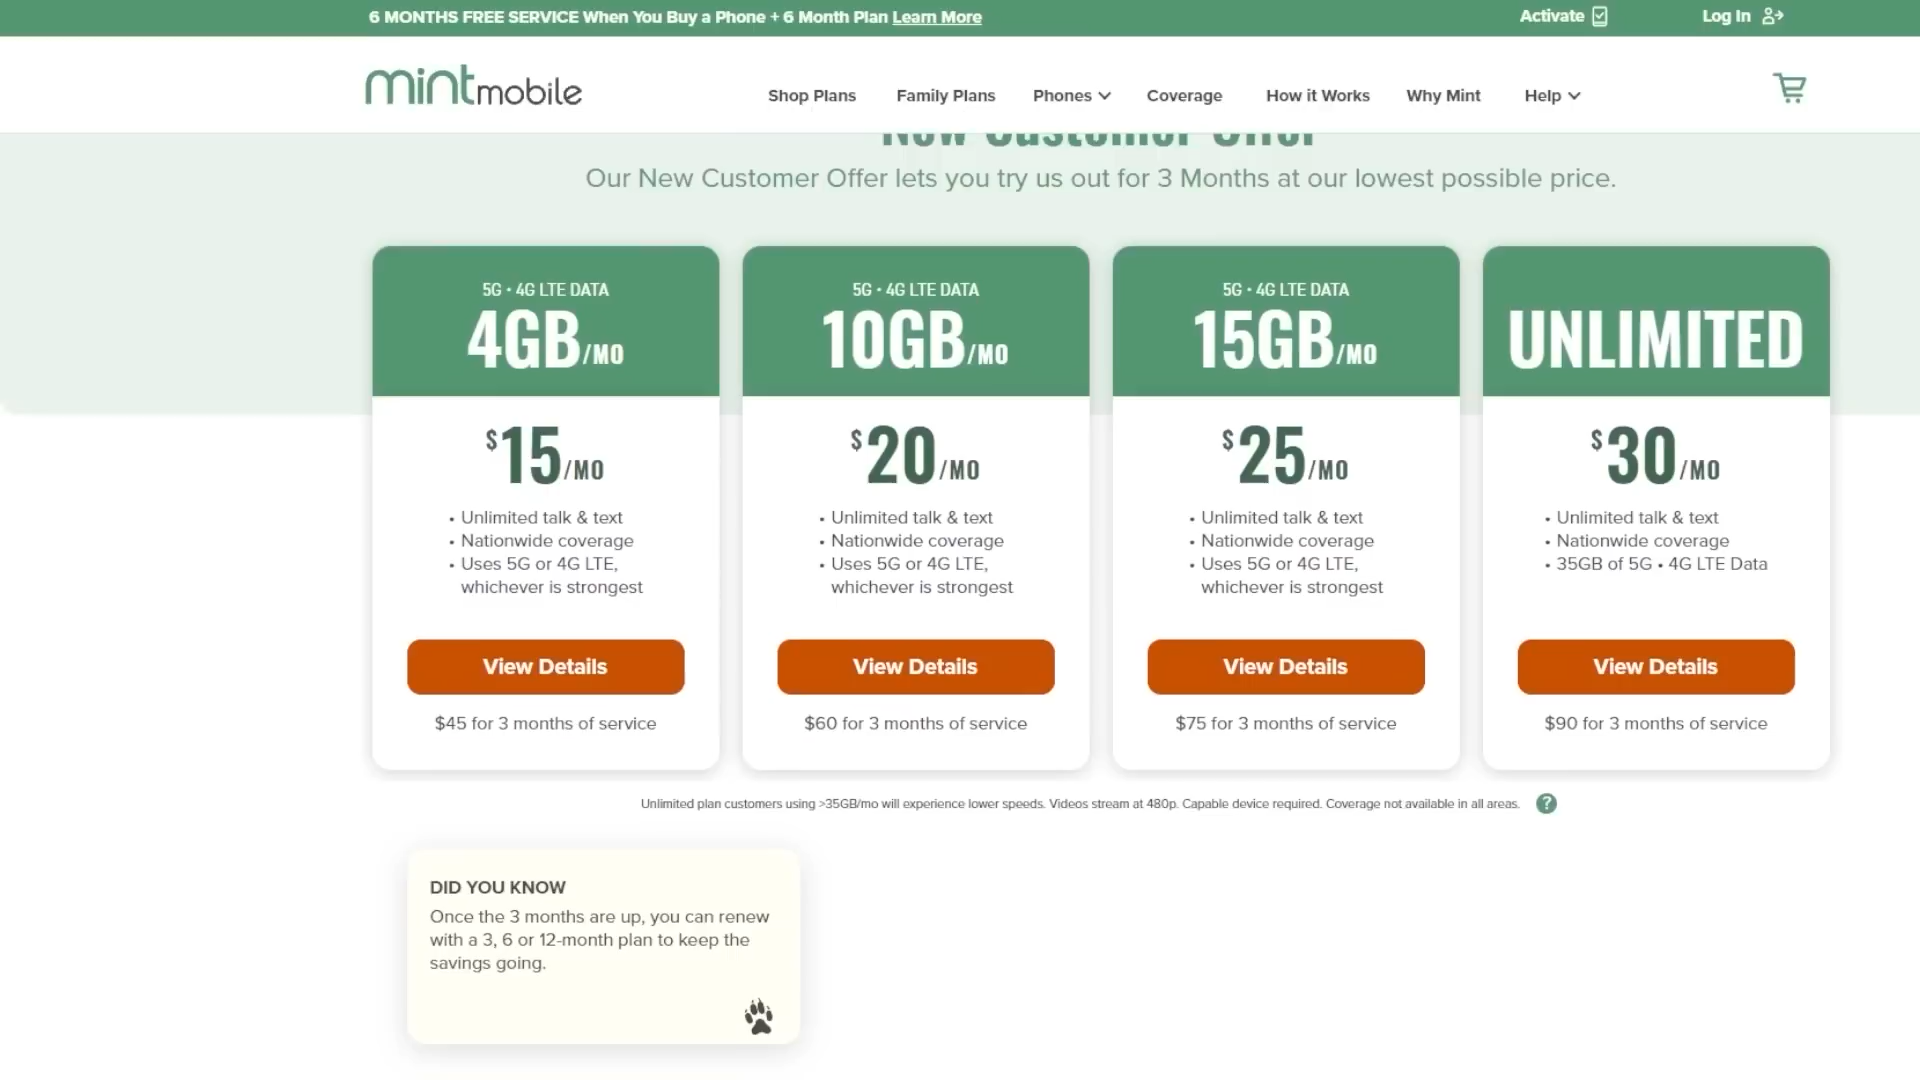 6 MONTHS FREE SERVICE When You Buy a Phone + 6 Month Plan Learn More
Activate
Log In
mintmobile
Shop Plans
Family Plans
Phones
Coverage
How it Works
Why Mint
Help
New Customer Offer
Our New Customer Offer lets you try us out for 3 Months at our lowest possible price.
5G • 4G LTE DATA
4GB/MO
$15/MO
• Unlimited talk & text
• Nationwide coverage
• Uses 5G or 4G LTE,
whichever is strongest
View Details
$45 for 3 months of service
5G • 4G LTE DATA
10GB/MO
$20/MO
• Unlimited talk & text
• Nationwide coverage
• Uses 5G or 4G LTE,
whichever is strongest
View Details
$60 for 3 months of service
5G • 4G LTE DATA
15GB/MO
$25/MO
• Unlimited talk & text
• Nationwide coverage
• Uses 5G or 4G LTE,
whichever is strongest
View Details
$75 for 3 months of service
UNLIMITED
$30/MO
• Unlimited talk & text
• Nationwide coverage
• 35GB of 5G • 4G LTE Data
View Details
$90 for 3 months of service
Unlimited plan customers using >35GB/mo will experience lower speeds. Videos stream at 480p. Capable device required. Coverage not available in all areas. ?
DID YOU KNOW
Once the 3 months are up, you can renew
with a 3, 6 or 12-month plan to keep the
savings going.